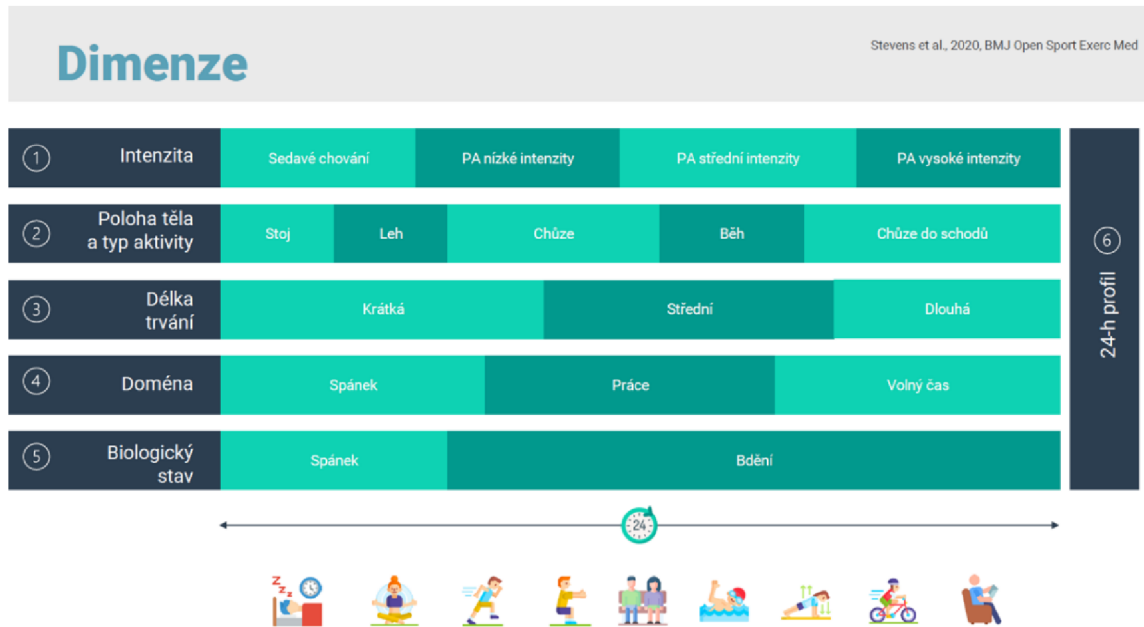 Dimenze
Stevens et al., 2020, BMJ Open Sport Exerc Med
1 Intenzita
Sedavé chování
PA nízké intenzity
PA střední intenzity
PA vysoké intenzity
2 Poloha těla
a typ aktivity
Stoj
Leh
Chůze
Běh
Chůze do schodů
3 Délka
trvání
Krátká
Střední
Dlouhá
4 Doména
Spánek
Práce
Volný čas
5 Biologický
stav
Spánek
Bdění
6
24-h profil
24
Z Z Z